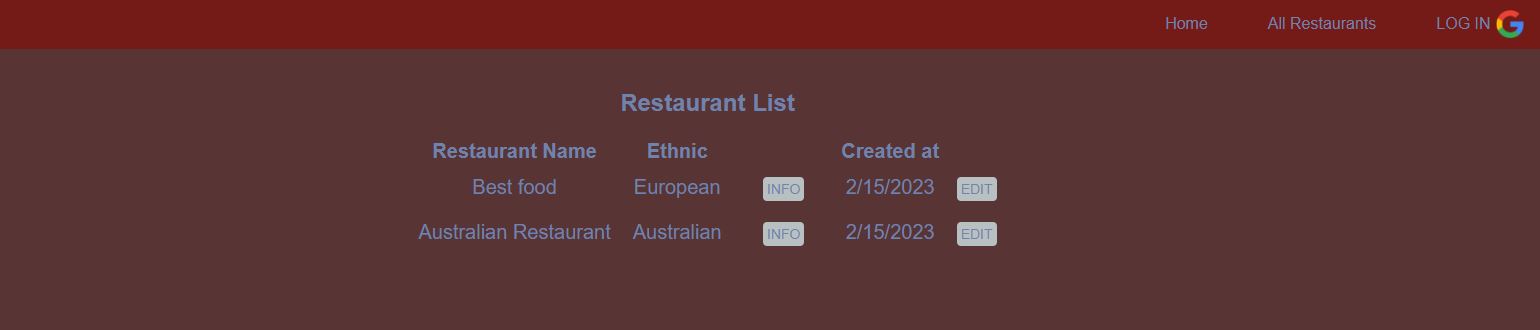 Home All Restaurants LOG IN
Restaurant List
Restaurant Name Ethnic Created at
Best food European INFO 2/15/2023 EDIT
Australian Restaurant Australian INFO 2/15/2023 EDIT